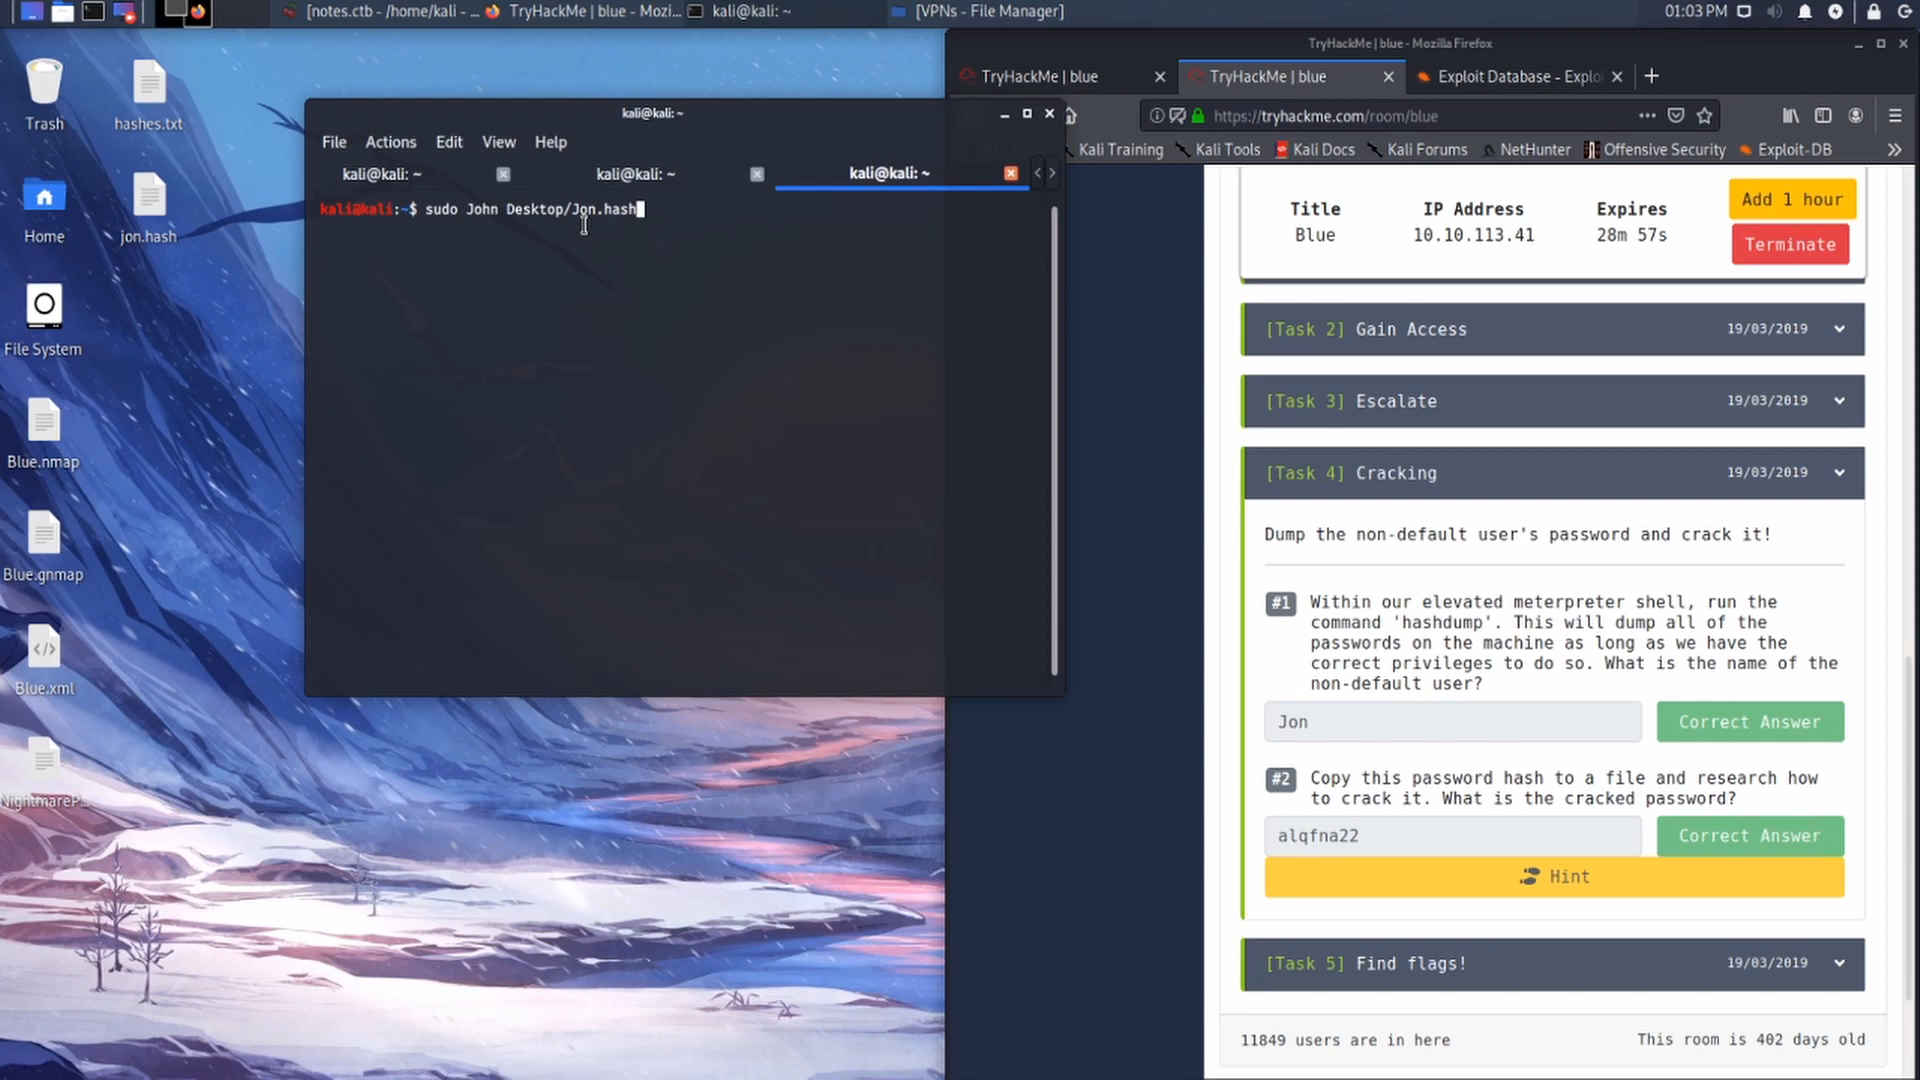 [notes.ctb - /home/kali - ...
TryHackMe | blue - Mozi...
kali@kali: ~
[VPNs - File Manager]
01:03 PM
Trash
hashes.txt
Home
jon.hash
File System
Blue.nmap
Blue.gnmap
Blue.xml
NightmareP...
kali@kali: ~
File Actions Edit View Help
kali@kali: ~
kali@kali: ~
kali@kali: ~
kali@kali:~$ sudo John Desktop/Jon.hash
TryHackMe | blue - Mozilla Firefox
TryHackMe | blue
TryHackMe | blue
Exploit Database - Explo
https://tryhackme.com/room/blue
Kali Training
Kali Tools
Kali Docs
Kali Forums
NetHunter
Offensive Security
Exploit-DB
Title IP Address Expires
Add 1 hour
Blue 10.10.113.41 28m 57s
Terminate
[Task 2] Gain Access 19/03/2019
[Task 3] Escalate 19/03/2019
[Task 4] Cracking 19/03/2019
Dump the non-default user's password and crack it!
#1 Within our elevated meterpreter shell, run the
command 'hashdump'. This will dump all of the
passwords on the machine as long as we have the
correct privileges to do so. What is the name of the
non-default user?
Jon
Correct Answer
#2 Copy this password hash to a file and research how
to crack it. What is the cracked password?
alqfna22
Correct Answer
Hint
[Task 5] Find flags! 19/03/2019
11849 users are in here
This room is 402 days old